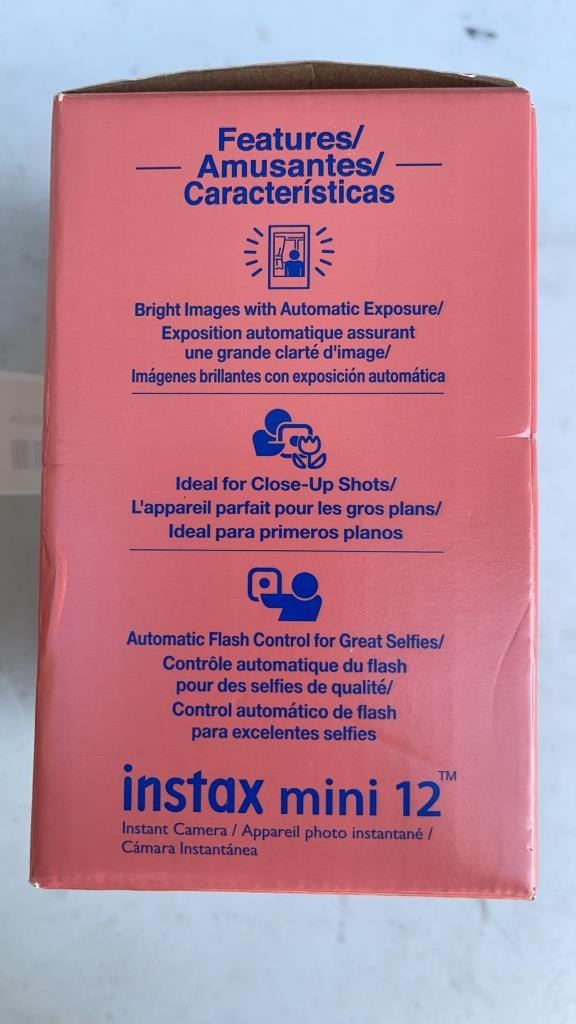 Features/
Amusantes/
Características
Bright Images with Automatic Exposure/
Exposition automatique assurant
une grande clarté d'image/
Imágenes brillantes con exposición automática
Ideal for Close-Up Shots/
L'appareil parfait pour les gros plans/
Ideal para primeros planos
Automatic Flash Control for Great Selfies/
Contrôle automatique du flash
pour des selfies de qualité/
Control automático de flash
para excelentes selfies
instax mini 12™
Instant Camera / Appareil photo instantané /
Cámara Instantánea